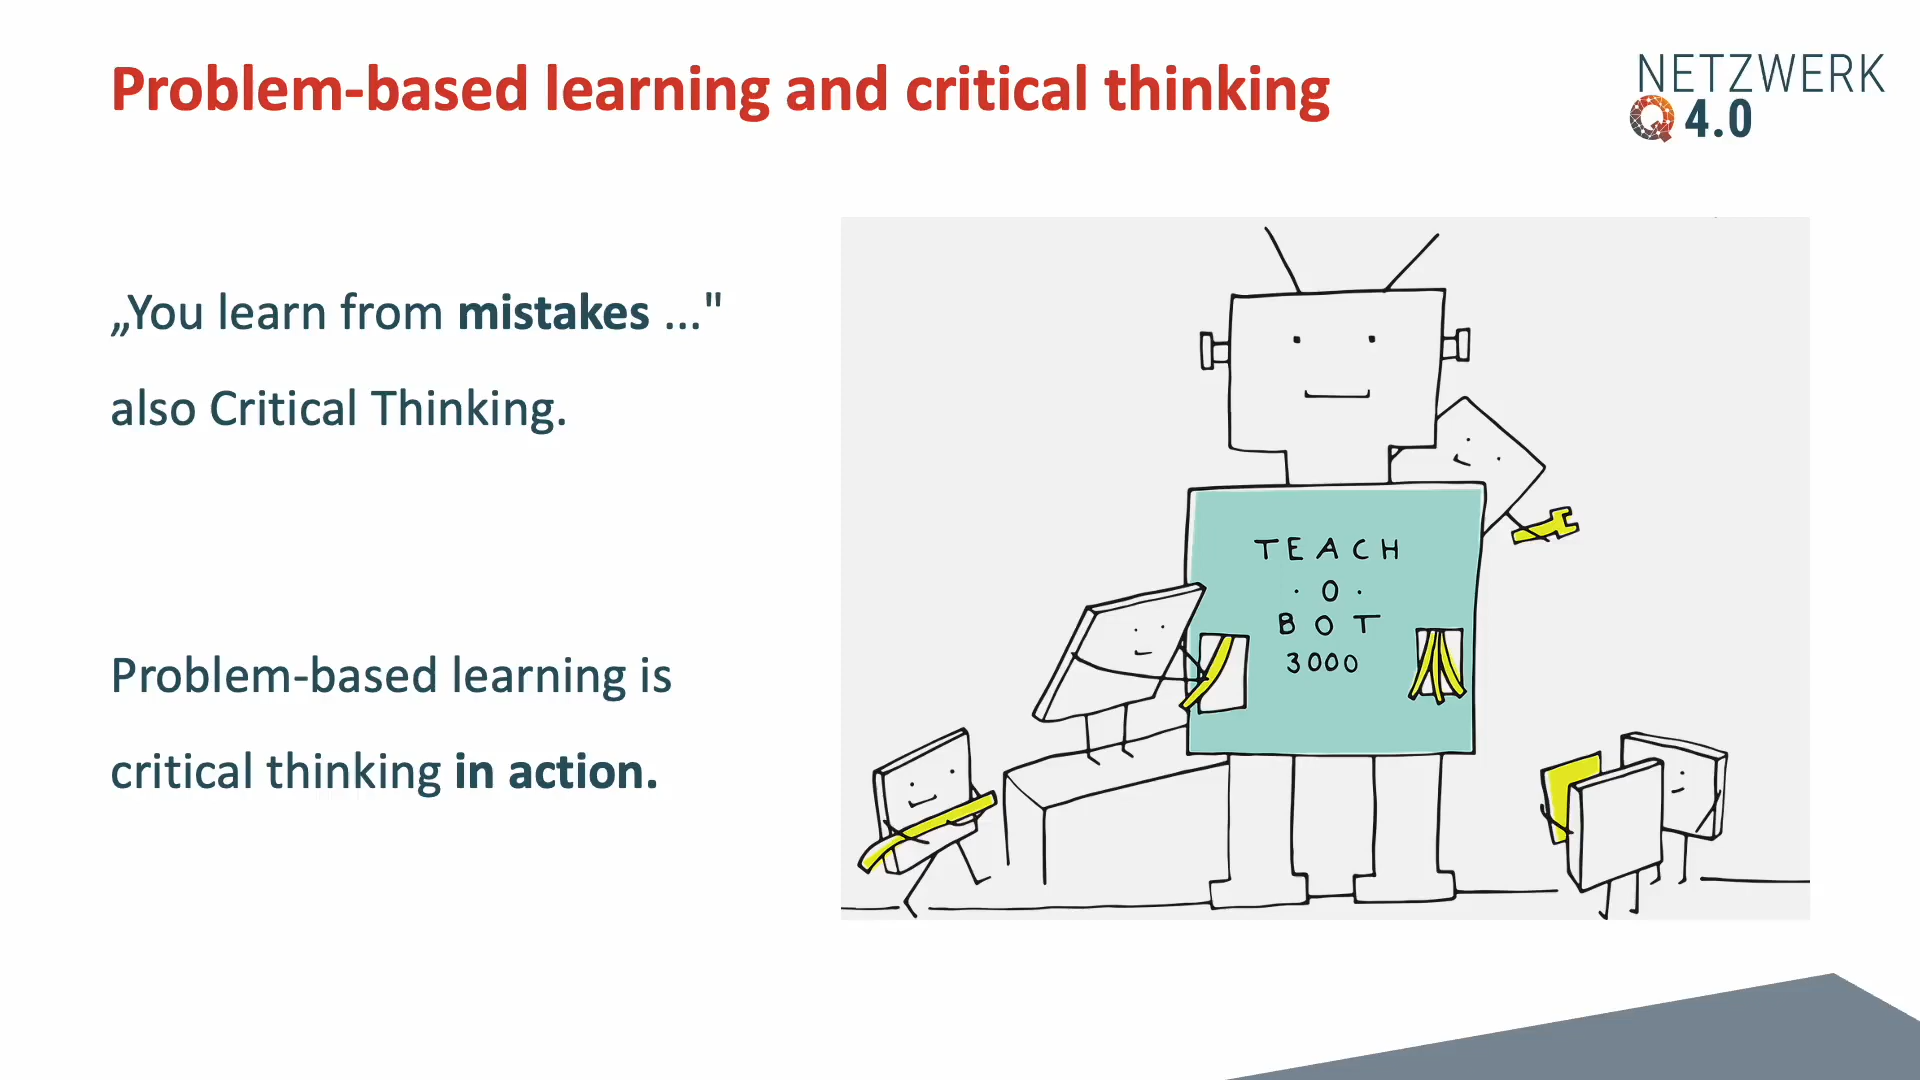 Problem-based learning and critical thinking
NETZWERK
Q 4.0
„You learn from mistakes ..."
also Critical Thinking.
Problem-based learning is
critical thinking in action.
TEACH
·O·
BOT
3000